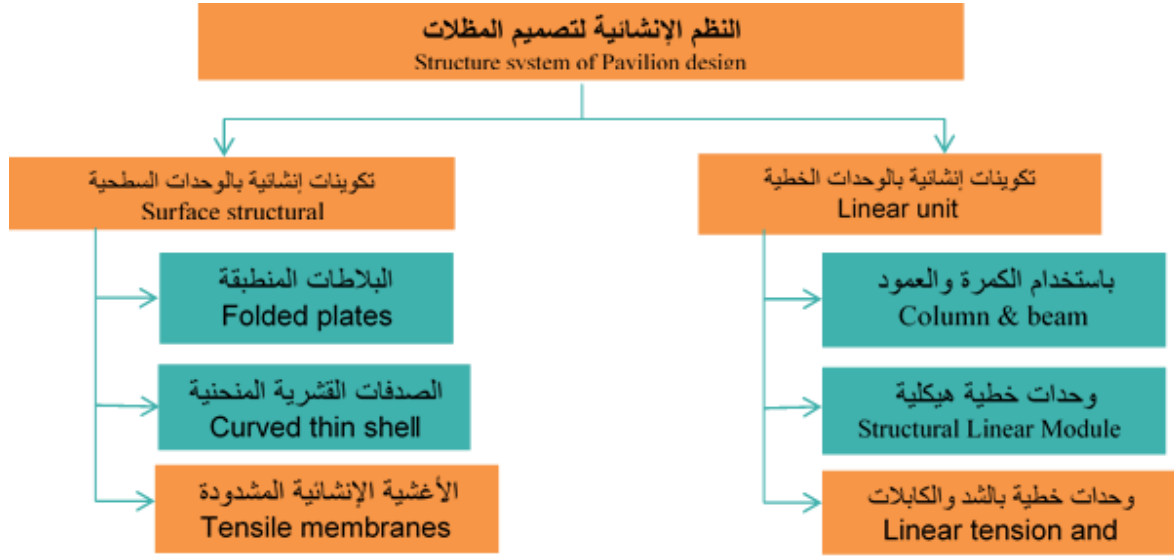 النظم الإنشائية لتصميم المظلات
Structure system of Pavilion design
تكوينات إنشائية بالوحدات الخطية
Linear unit
باستخدام الكمرة والعمود
Column & beam
وحدات خطية هيكلية
Structural Linear Module
وحدات خطية بالشد والكابلات
Linear tension and
تكوينات إنشائية بالوحدات السطحية
Surface structural
البلاطات المنطبقة
Folded plates
الصدفات القشرية المنحنية
Curved thin shell
الأغشية الإنشائية المشدودة
Tensile membranes